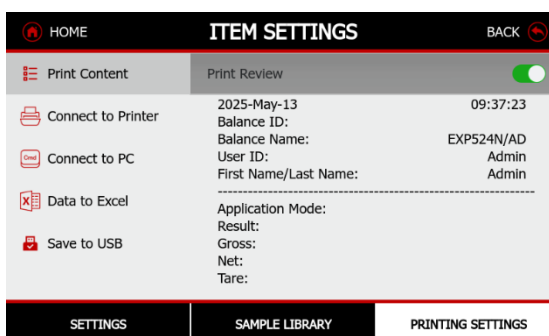 HOME ITEM SETTINGS BACK
Print Content
Connect to Printer
Cmd Connect to PC
Data to Excel
Save to USB
Print Review
2025-May-13 09:37:23
Balance ID:
Balance Name: EXP524N/AD
User ID: Admin
First Name/Last Name: Admin
--------------------------------------------------------------------------------
Application Mode:
Result:
Gross:
Net:
Tare:
SETTINGS SAMPLE LIBRARY PRINTING SETTINGS